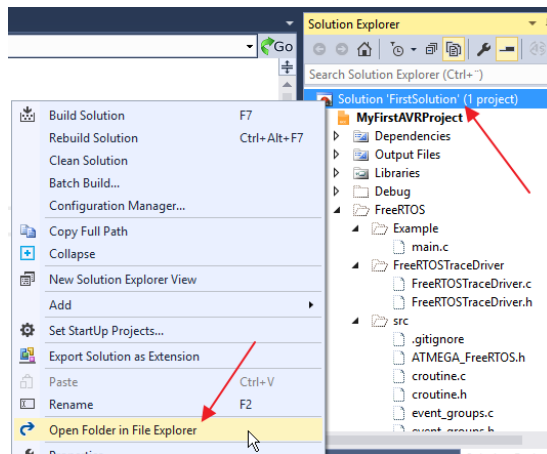 Go
Build Solution F7
Rebuild Solution Ctrl+Alt+F7
Clean Solution
Batch Build...
Configuration Manager...
Copy Full Path
Collapse
New Solution Explorer View
Add
Set StartUp Projects...
Export Solution as Extension
Paste Ctrl+V
Rename F2
Open Folder in File Explorer
Solution Explorer
Search Solution Explorer (Ctrl+¨)
Solution 'FirstSolution' (1 project)
MyFirstAVRProject
Dependencies
Output Files
Libraries
Debug
FreeRTOS
Example
main.c
FreeRTOSTraceDriver
FreeRTOSTraceDriver.c
FreeRTOSTraceDriver.h
src
.gitignore
ATMEGA_FreeRTOS.h
croutine.c
croutine.h
event_groups.c
event_groups.h